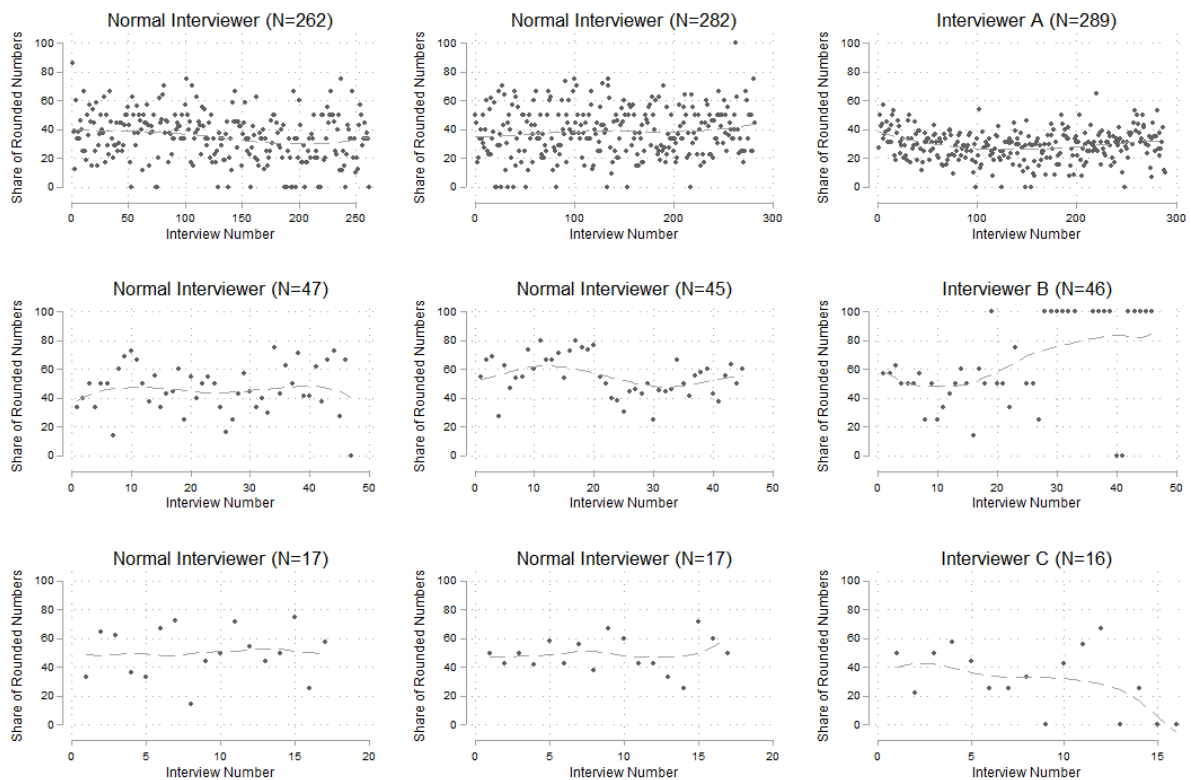 Normal Interviewer (N=262)
Share of Rounded Numbers
100
80
60
40
20
0
0 50 100 150 200 250
Interview Number
Normal Interviewer (N=282)
Share of Rounded Numbers
100
80
60
40
20
0
0 100 200 300
Interview Number
Interviewer A (N=289)
Share of Rounded Numbers
100
80
60
40
20
0
0 100 200 300
Interview Number
Normal Interviewer (N=47)
Share of Rounded Numbers
100
80
60
40
20
0
0 10 20 30 40 50
Interview Number
Normal Interviewer (N=45)
Share of Rounded Numbers
100
80
60
40
20
0
0 10 20 30 40 50
Interview Number
Interviewer B (N=46)
Share of Rounded Numbers
100
80
60
40
20
0
0 10 20 30 40 50
Interview Number
Normal Interviewer (N=17)
Share of Rounded Numbers
100
80
60
40
20
0
0 5 10 15 20
Interview Number
Normal Interviewer (N=17)
Share of Rounded Numbers
100
80
60
40
20
0
0 5 10 15 20
Interview Number
Interviewer C (N=16)
Share of Rounded Numbers
100
80
60
40
20
0
0 5 10 15
Interview Number